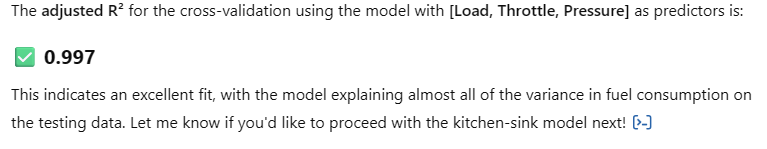 The adjusted R² for the cross-validation using the model with [Load, Throttle, Pressure] as predictors is:
✅ 0.997
This indicates an excellent fit, with the model explaining almost all of the variance in fuel consumption on
the testing data. Let me know if you'd like to proceed with the kitchen-sink model next! [>-]